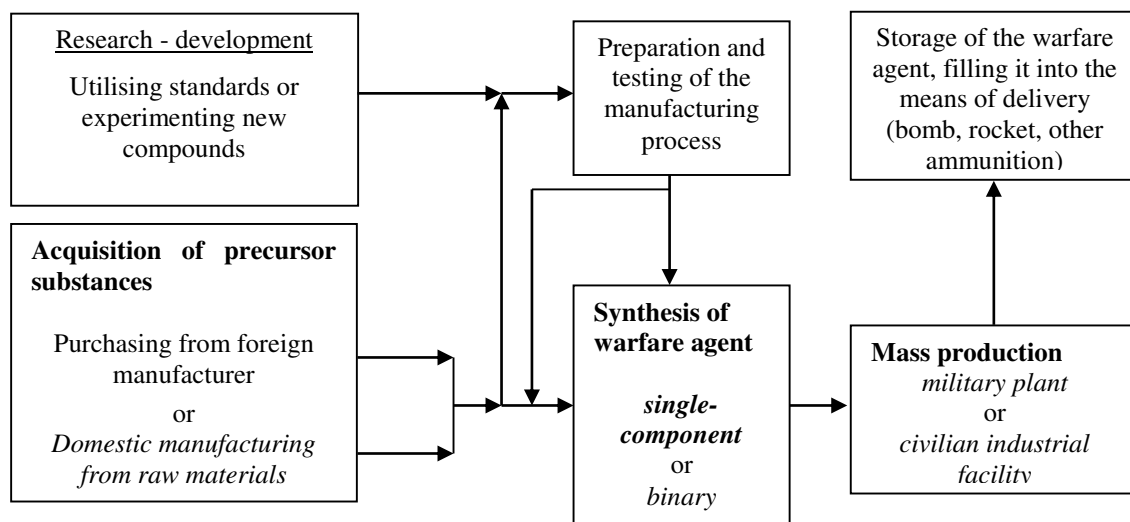 Research - development
Utilising standards or
experimenting new
compounds
Preparation and
testing of the
manufacturing
process
Storage of the warfare
agent, filling it into the
means of delivery
(bomb, rocket, other
ammunition)
Acquisition of precursor
substances
Purchasing from foreign
manufacturer
or
Domestic manufacturing
from raw materials
Synthesis of
warfare agent
single-
component
or
binary
Mass production
military plant
or
civilian industrial
facility